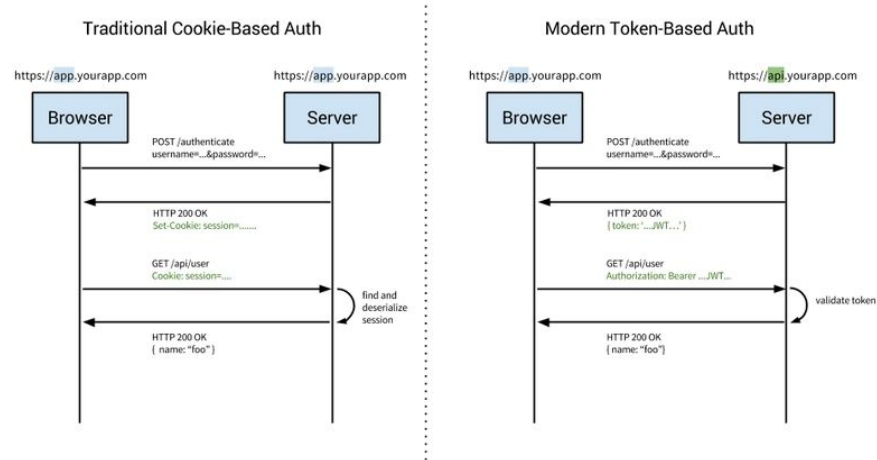 Traditional Cookie-Based Auth
https://app.yourapp.com
https://app.yourapp.com
Browser
Server
POST /authenticate
username=...&password=...
HTTP 200 OK
Set-Cookie: session=.......
GET /api/user
Cookie: session=....
find and
deserialize
session
HTTP 200 OK
{ name: “foo” }
Modern Token-Based Auth
https://app.yourapp.com
https://api.yourapp.com
Browser
Server
POST /authenticate
username=...&password=...
HTTP 200 OK
{ token: ‘...JWT...’ }
GET /api/user
Authorization: Bearer ...JWT...
validate token
HTTP 200 OK
{ name: “foo”}